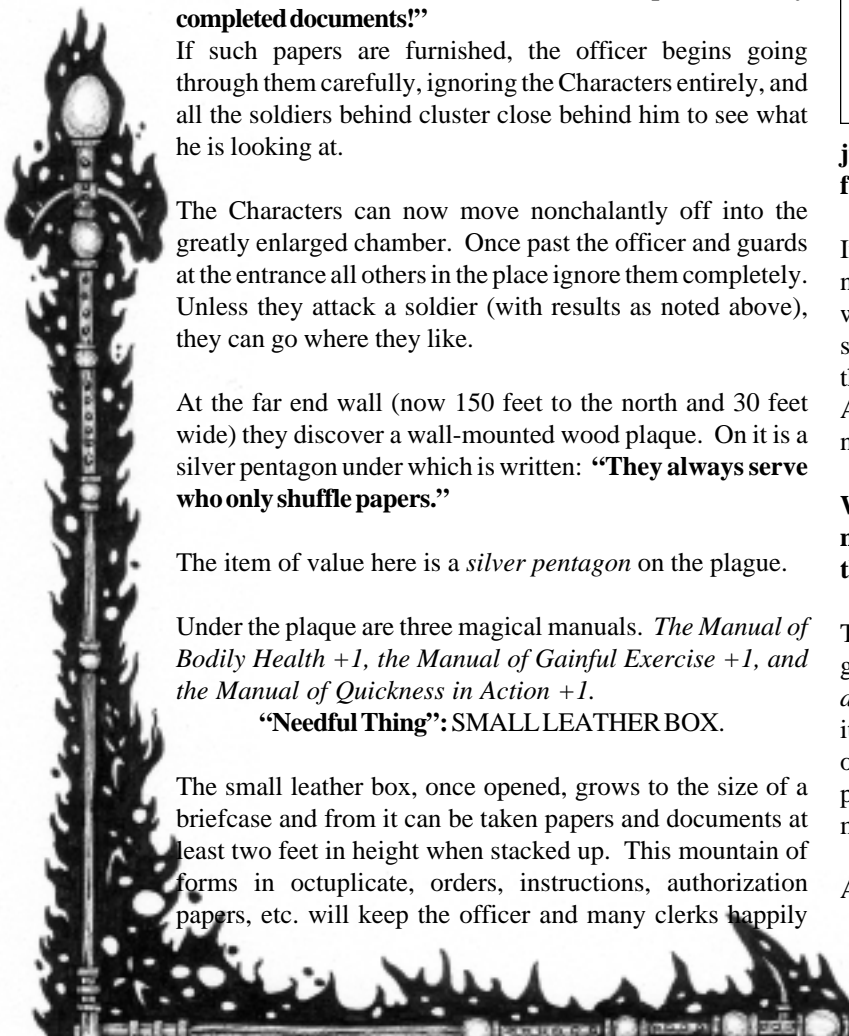 completed documents!”
If such papers are furnished, the officer begins going
through them carefully, ignoring the Characters entirely, and
all the soldiers behind cluster close behind him to see what
he is looking at.
The Characters can now move nonchalantly off into the
greatly enlarged chamber. Once past the officer and guards
at the entrance all others in the place ignore them completely.
Unless they attack a soldier (with results as noted above),
they can go where they like.
At the far end wall (now 150 feet to the north and 30 feet
wide) they discover a wall-mounted wood plaque. On it is a
silver pentagon under which is written: “They always serve
who only shuffle papers.”
The item of value here is a silver pentagon on the plague.
Under the plaque are three magical manuals. The Manual of
Bodily Health +1, the Manual of Gainful Exercise +1, and
the Manual of Quickness in Action +1.
“Needful Thing”: SMALL LEATHER BOX.
The small leather box, once opened, grows to the size of a
briefcase and from it can be taken papers and documents at
least two feet in height when stacked up. This mountain of
forms in octuplicate, orders, instructions, authorization
papers, etc. will keep the officer and many clerks happily